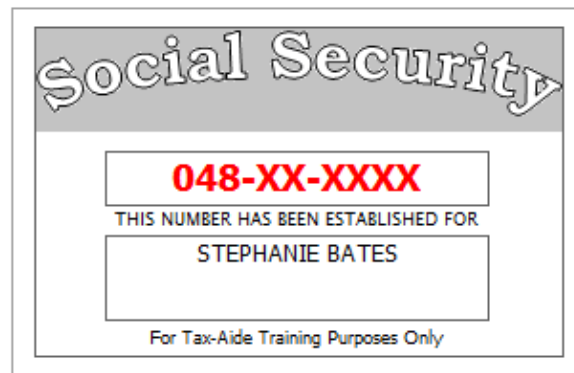 Social Security
048-XX-XXXX
THIS NUMBER HAS BEEN ESTABLISHED FOR
STEPHANIE BATES
For Tax-Aide Training Purposes Only